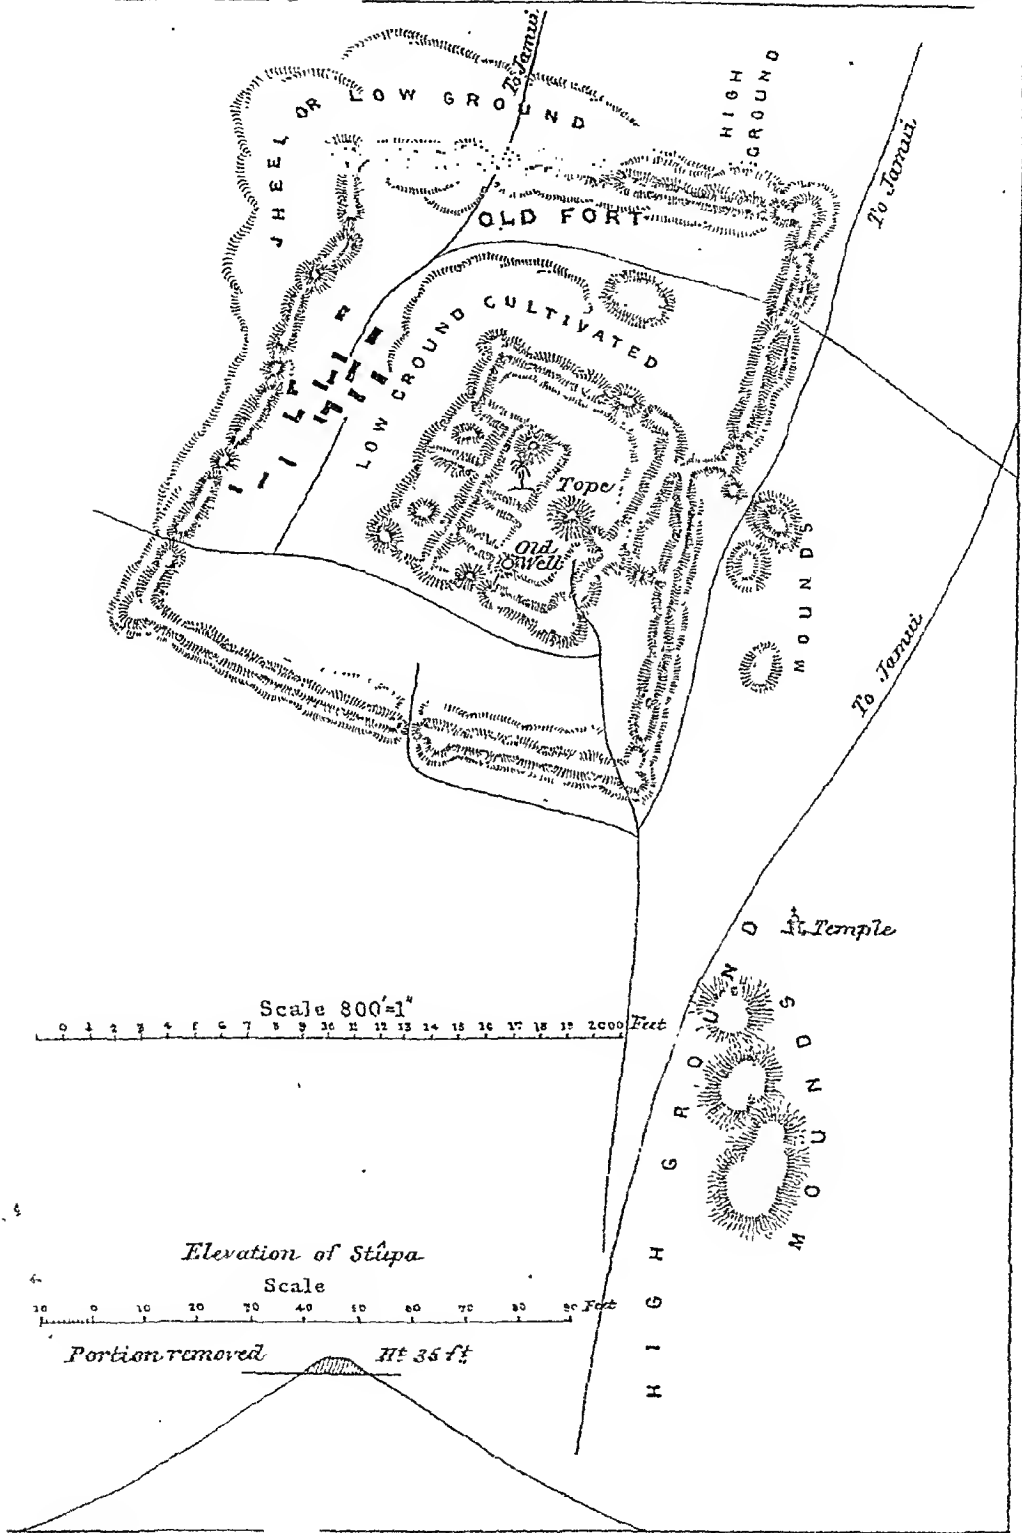 To Jamui
HIGH
GROUND
JHEEL OR LOW GROUND
To Jamui
OLD FORT
LOW GROUND CULTIVATED
Tope
Old
Well
MOUNDS
To Jamui
Temple
HIGH GROUND
MOUNDS
Scale 800'=1"
0 1 2 3 4 5 6 7 8 9 10 11 12 13 14 15 16 17 18 19 2000 Feet
Elevation of Stûpa
Scale
10 0 10 20 30 40 50 60 70 80 90 Feet
Portion removed Ht 35 ft